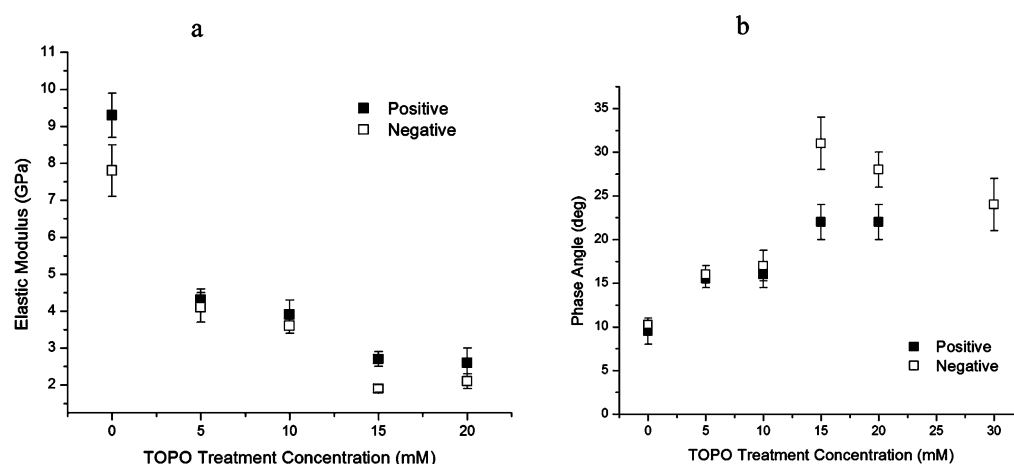 a
11
10
9
8
7
6
5
4
3
2
Elastic Modulus (GPa)
Positive
Negative
0 5 10 15 20
TOPO Treatment Concentration (mM)
b
35
30
25
20
15
10
5
0
Phase Angle (deg)
Positive
Negative
0 5 10 15 20 25 30
TOPO Treatment Concentration (mM)